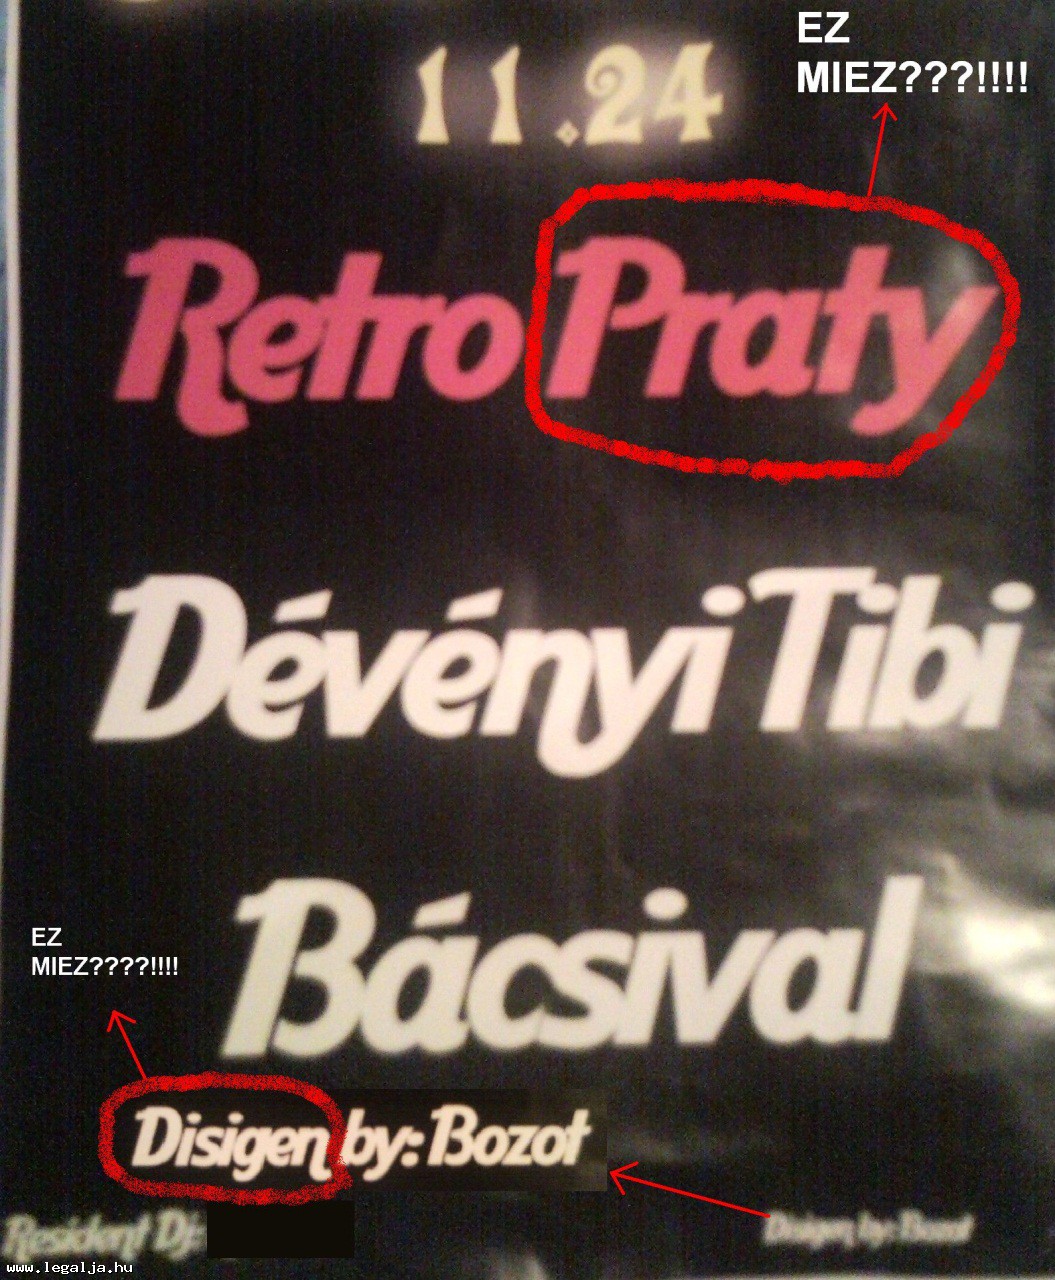 EZ
MIEZ???!!!!
11.24
Retro Praty
Dévényi Tibi
Bácsival
EZ
MIEZ????!!!!
Disigen by: Bozot
Resident Dj:
Disigen by: Bozot
www.legalja.hu